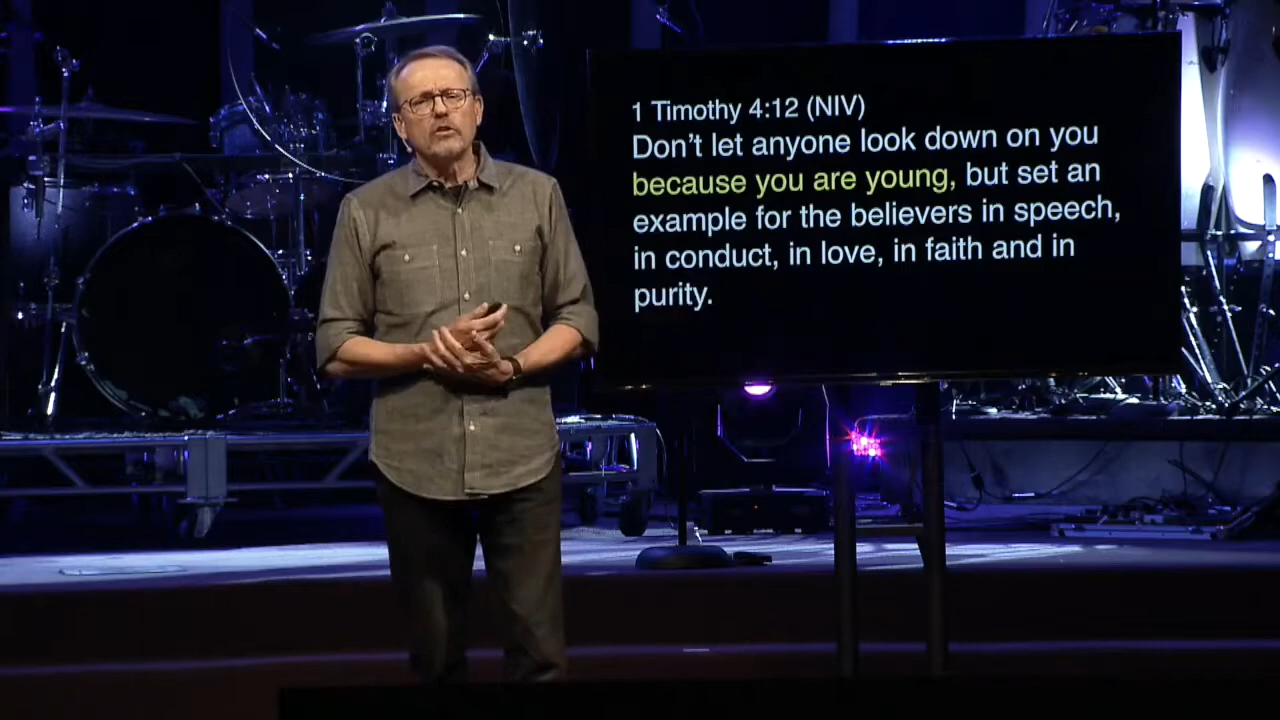 1 Timothy 4:12 (NIV)
Don't let anyone look down on you
because you are young, but set an
example for the believers in speech,
in conduct, in love, in faith and in
purity.